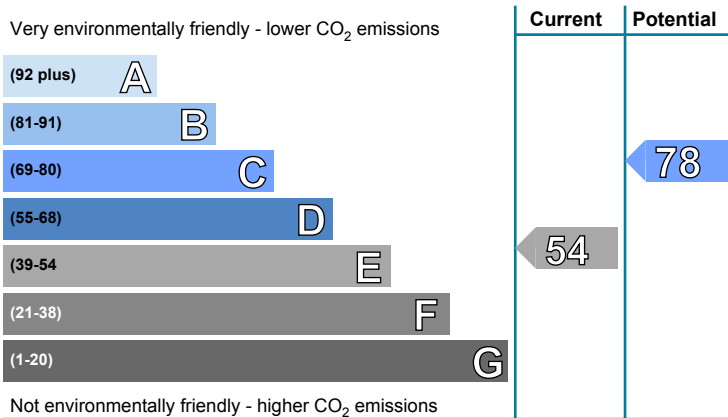 Very environmentally friendly - lower CO2 emissions
Current
Potential
(92 plus) A
(81-91) B
(69-80) C
78
(55-68) D
(39-54 E
54
(21-38) F
(1-20) G
Not environmentally friendly - higher CO2 emissions